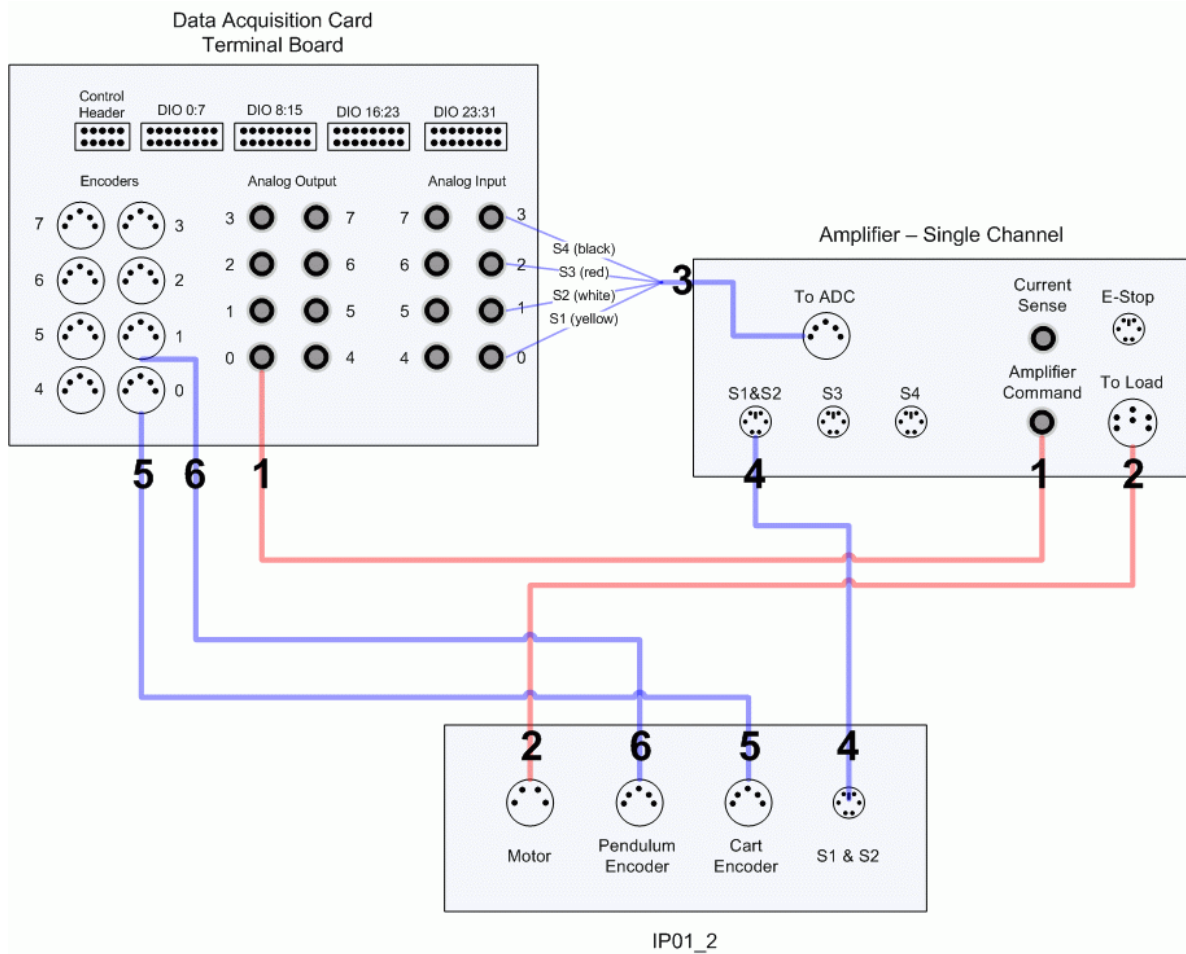 Data Acquisition Card
Terminal Board
Control
Header
DIO 0:7
DIO 8:15
DIO 16:23
DIO 23:31
Encoders
Analog Output
Analog Input
7
3
3
7
7
3
6
2
2
6
6
2
5
1
1
5
5
1
4
0
0
4
4
0
S4 (black)
S3 (red)
S2 (white)
S1 (yellow)
3
Amplifier – Single Channel
To ADC
Current
Sense
E-Stop
Amplifier
Command
To Load
S1&S2
S3
S4
5
6
1
4
1
2
2
6
5
4
Motor
Pendulum
Encoder
Cart
Encoder
S1 & S2
IP01_2